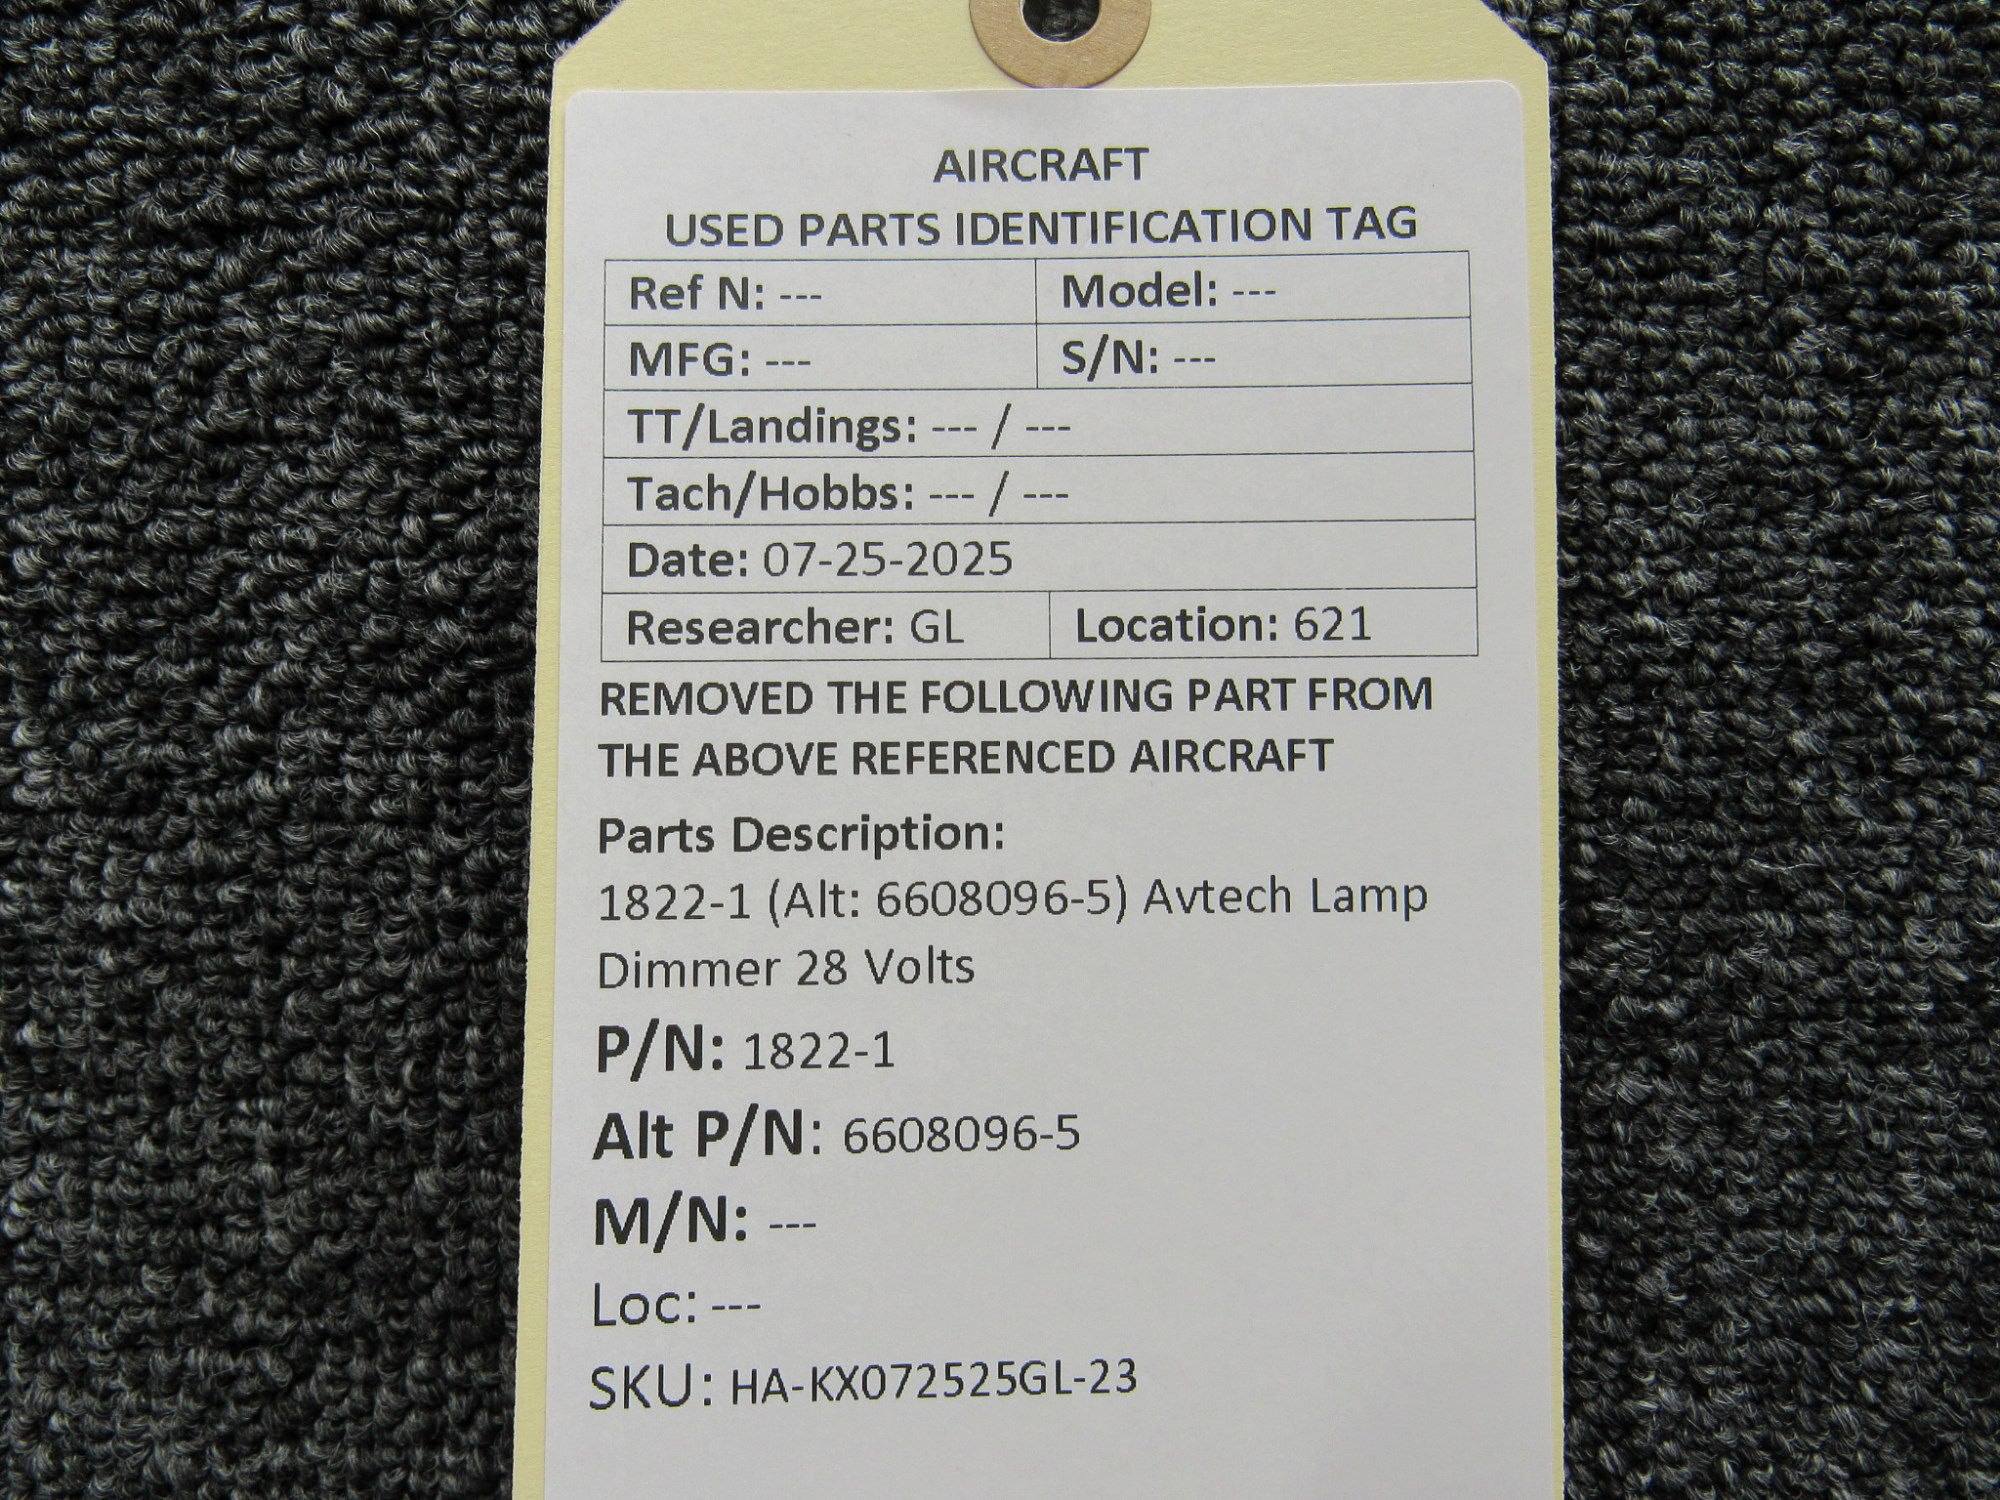 AIRCRAFT
USED PARTS IDENTIFICATION TAG
Ref N: --- Model: ---
MFG: --- S/N: ---
TT/Landings: --- / ---
Tach/Hobbs: --- / ---
Date: 07-25-2025
Researcher: GL Location: 621
REMOVED THE FOLLOWING PART FROM
THE ABOVE REFERENCED AIRCRAFT
Parts Description:
1822-1 (Alt: 6608096-5) Avtech Lamp
Dimmer 28 Volts
P/N: 1822-1
Alt P/N: 6608096-5
M/N: ---
Loc: ---
SKU: HA-KX072525GL-23